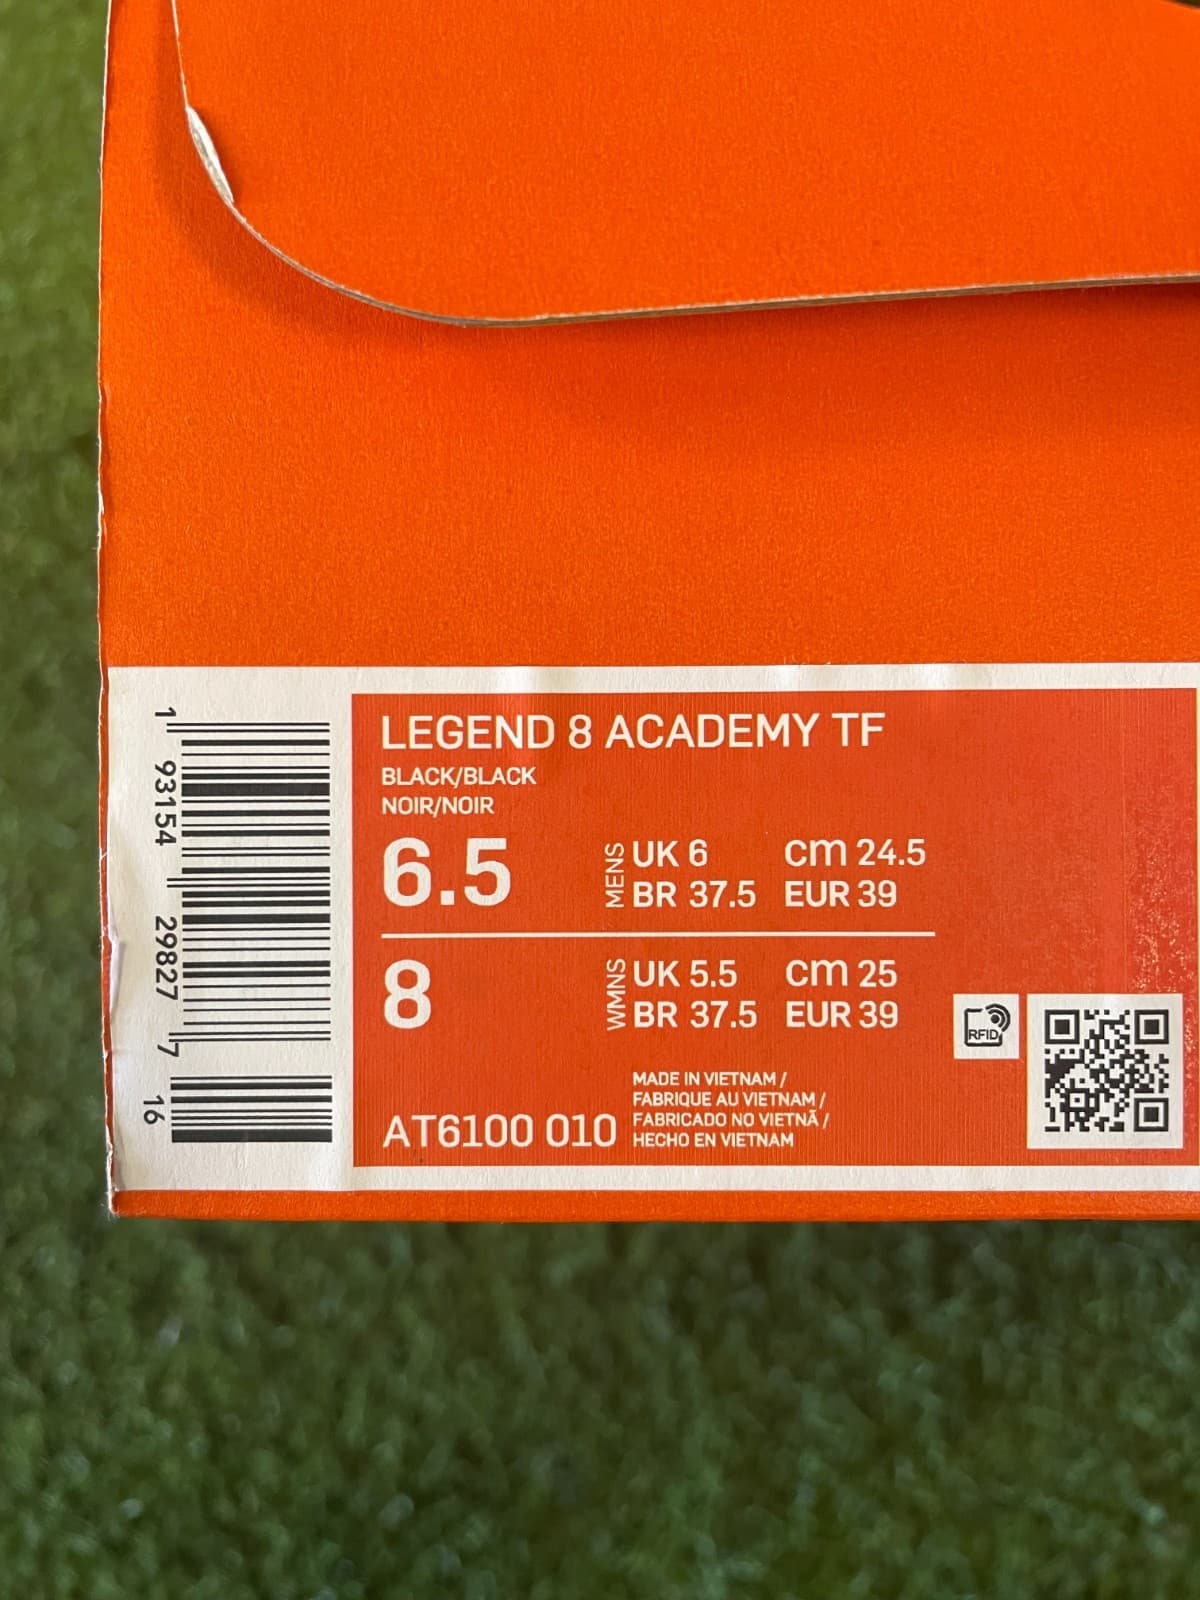 1 93154 29827 7
16
LEGEND 8 ACADEMY TF
BLACK/BLACK
NOIR/NOIR
6.5
MENS
UK 6 cm 24.5
BR 37.5 EUR 39
8
WMNS
UK 5.5 cm 25
BR 37.5 EUR 39
RFID
AT6100 010
MADE IN VIETNAM /
FABRIQUE AU VIETNAM /
FABRICADO NO VIETNÃ /
HECHO EN VIETNAM